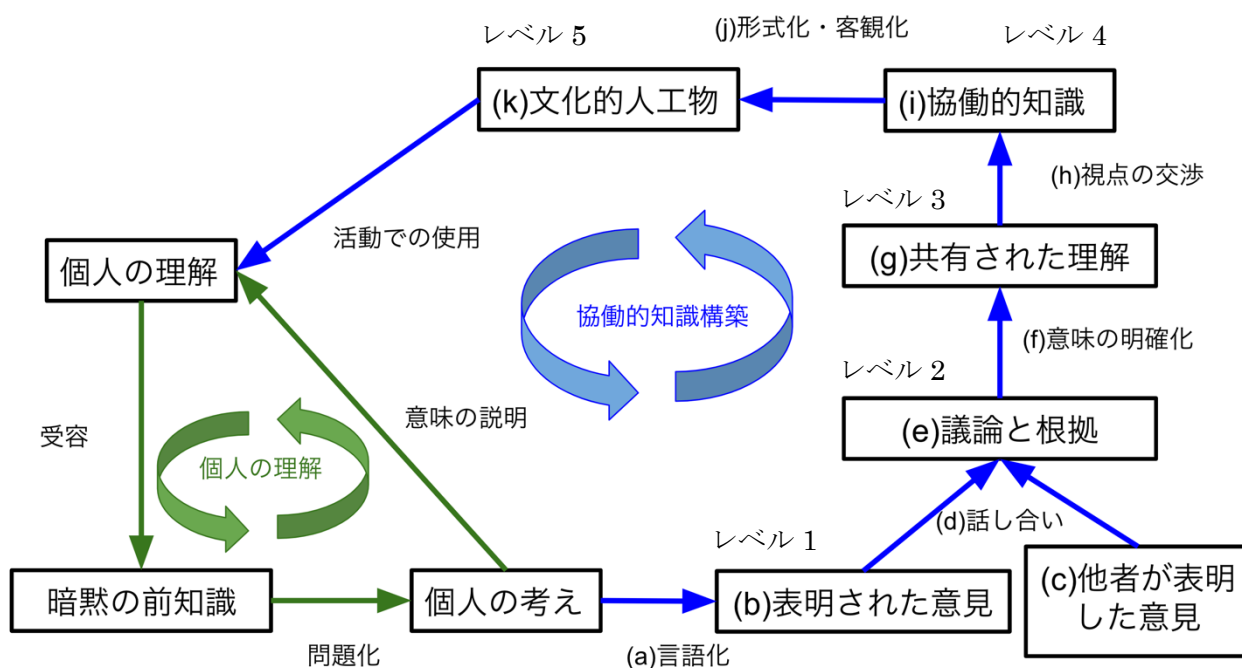 レベル 5
(j)形式化・客観化
レベル 4
(k)文化的人工物
(i)協働的知識
(h)視点の交渉
レベル 3
活動での使用
(g)共有された理解
個人の理解
協働的知識構築
(f)意味の明確化
レベル 2
意味の説明
受容
(e)議論と根拠
個人の理解
(d)話し合い
レベル 1
暗黙の前知識
個人の考え
(b)表明された意見
(c)他者が表明
した意見
問題化
(a)言語化